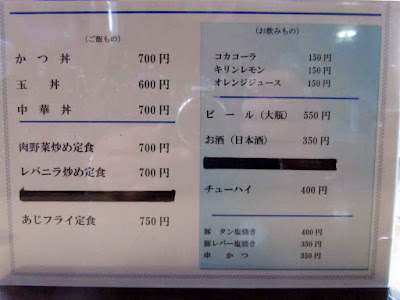 (ご飯もの)
かつ丼 700円
玉丼 600円
中華丼 700円
肉野菜炒め定食 700円
レバニラ炒め定食 700円
あじフライ定食 750円
(お飲みもの)
コカコーラ 150円
キリンレモン 150円
オレンジジュース 150円
ビール(大瓶) 550円
お酒(日本酒) 350円
チューハイ 400円
豚タン塩焼き 400円
豚レバー塩焼き 350円
串かつ 350円